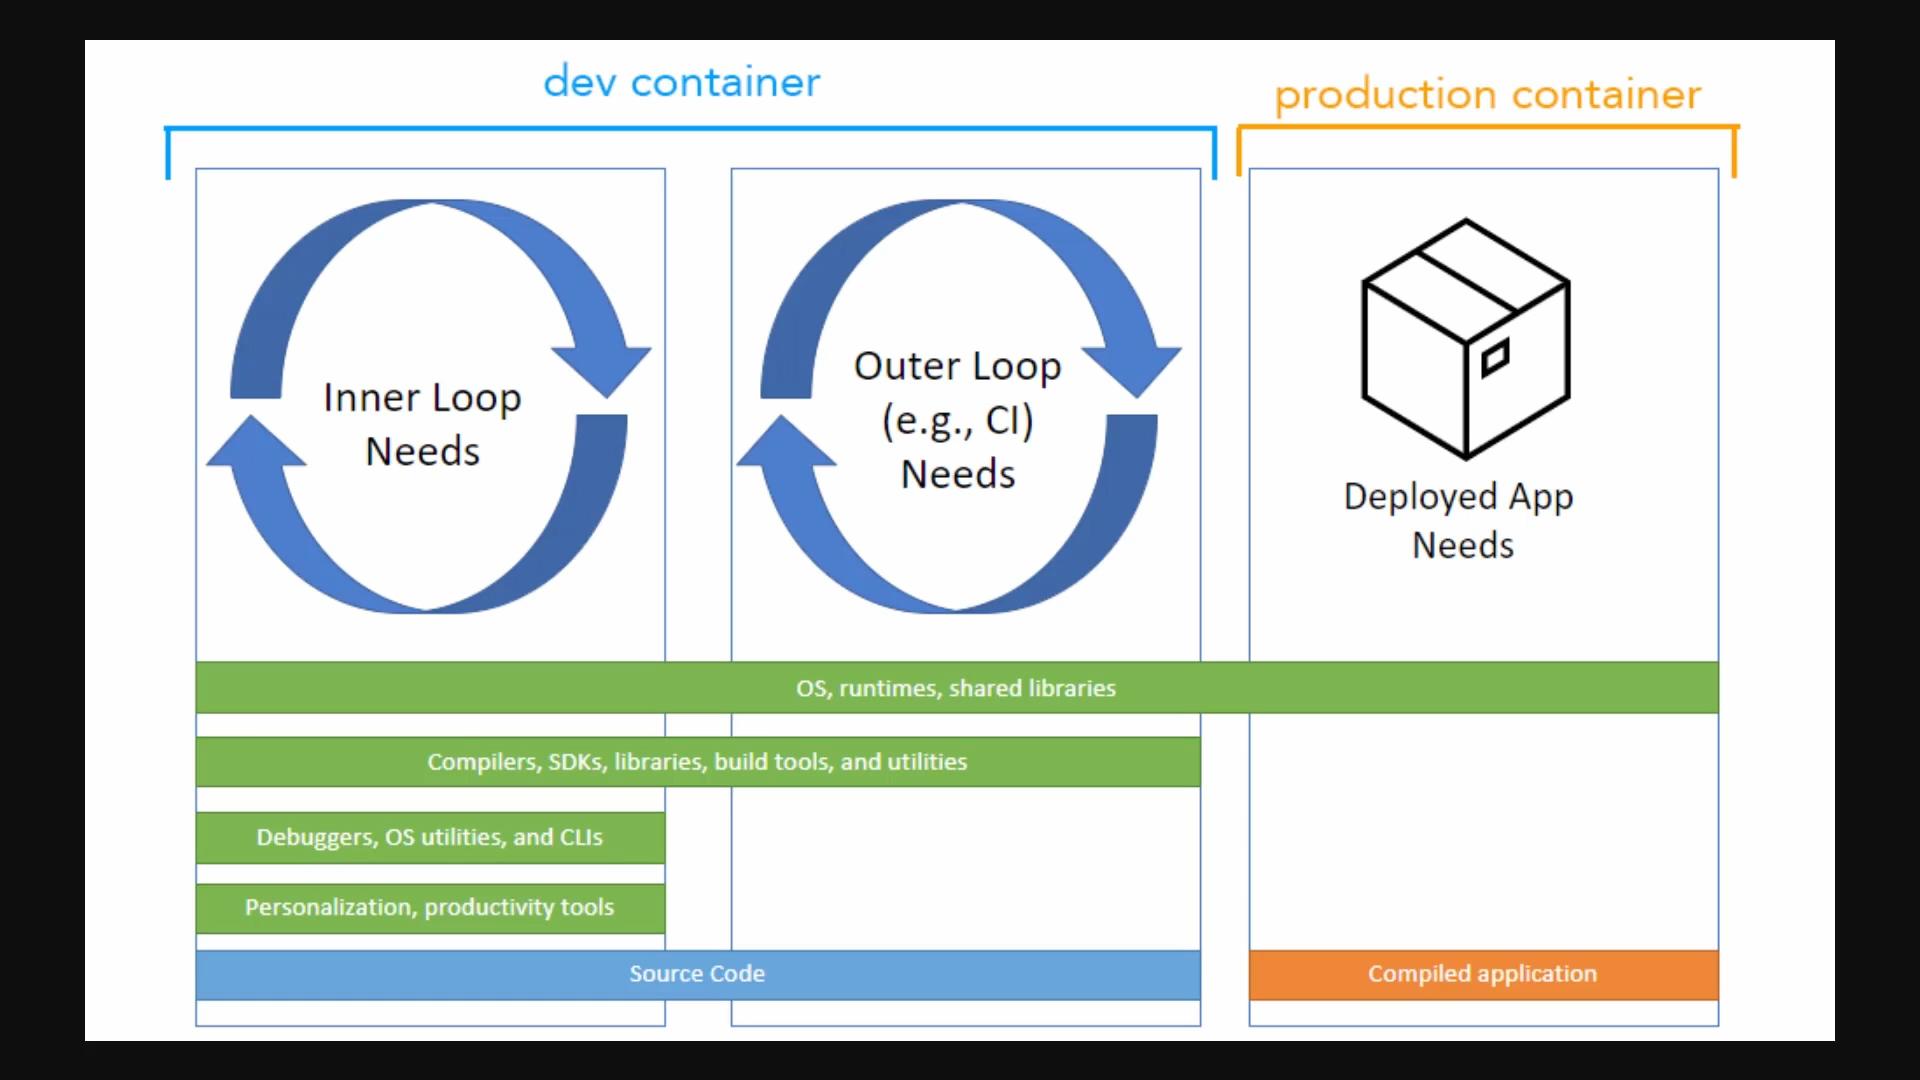 dev container
production container
Inner Loop
Needs
Outer Loop
(e.g., CI)
Needs
Deployed App
Needs
OS, runtimes, shared libraries
Compilers, SDKs, libraries, build tools, and utilities
Debuggers, OS utilities, and CLIs
Personalization, productivity tools
Source Code
Compiled application